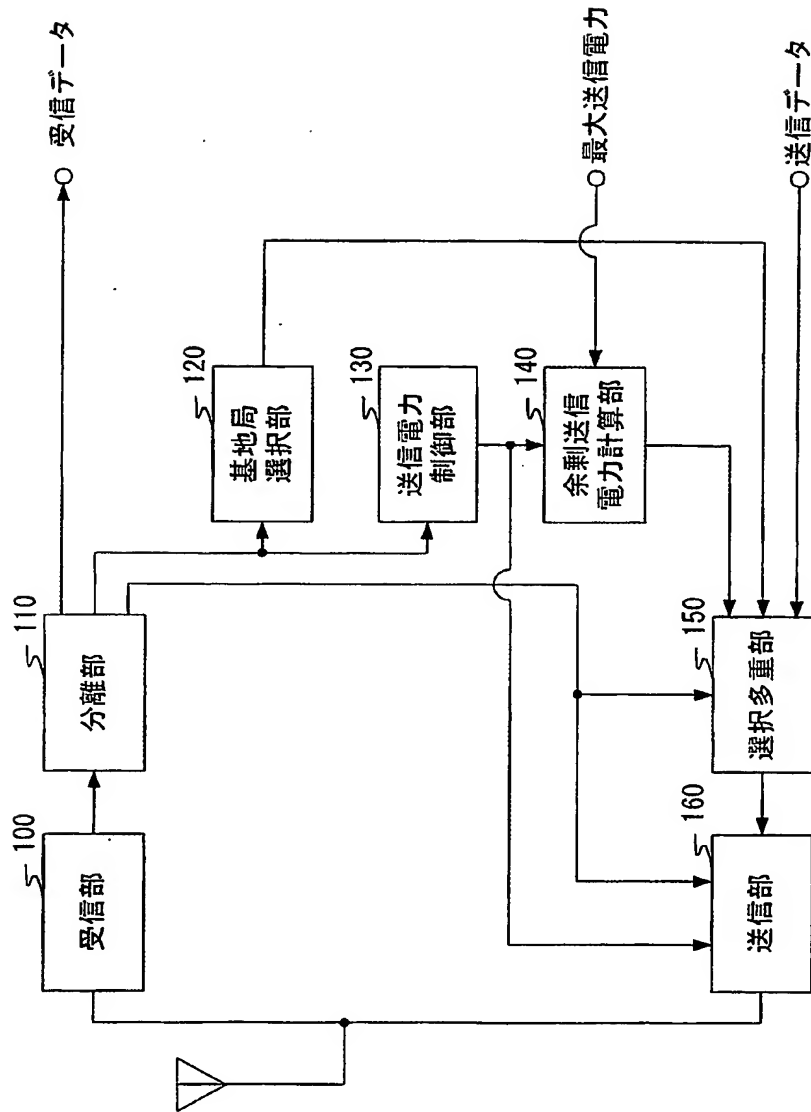 100
受信部
110
分離部
受信データ
120
基地局
選択部
130
送信電力
制御部
140
余剰送信
電力計算部
最大送信電力
150
選択多重部
160
送信部
送信データ